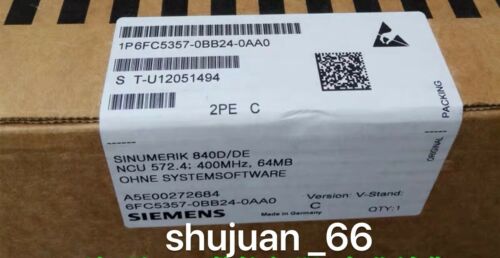 1P6FC5357-0BB24-0AA0
S T-U12051494
2PE C
SINUMERIK 840D/DE
NCU 572.4; 400MHz, 64MB
OHNE SYSTEMSOFTWARE
A5E00272684
6FC5357-0BB24-0AA0
SIEMENS
Made in Germany
Version: V-Stand:
C
QTY:1
ORIGINAL PACKING
shujuan _66